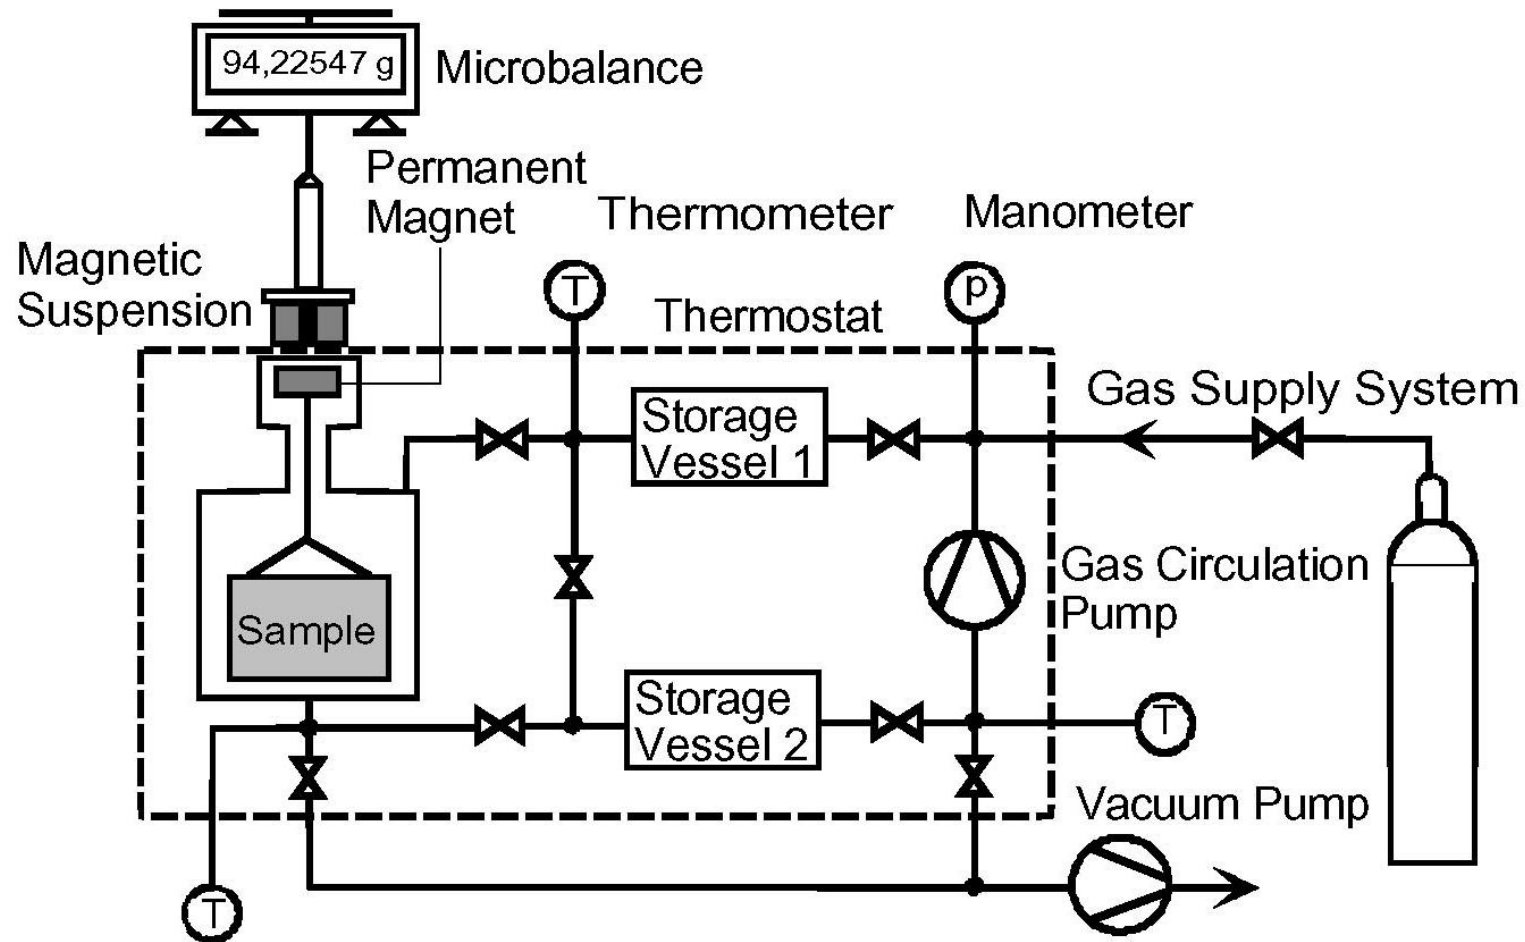 94,22547 g
Microbalance
Permanent
Magnet
Thermometer
Manometer
Magnetic
Suspension
T
p
Thermostat
Gas Supply System
Storage
Vessel 1
Gas Circulation
Pump
Sample
Storage
Vessel 2
T
Vacuum Pump
T